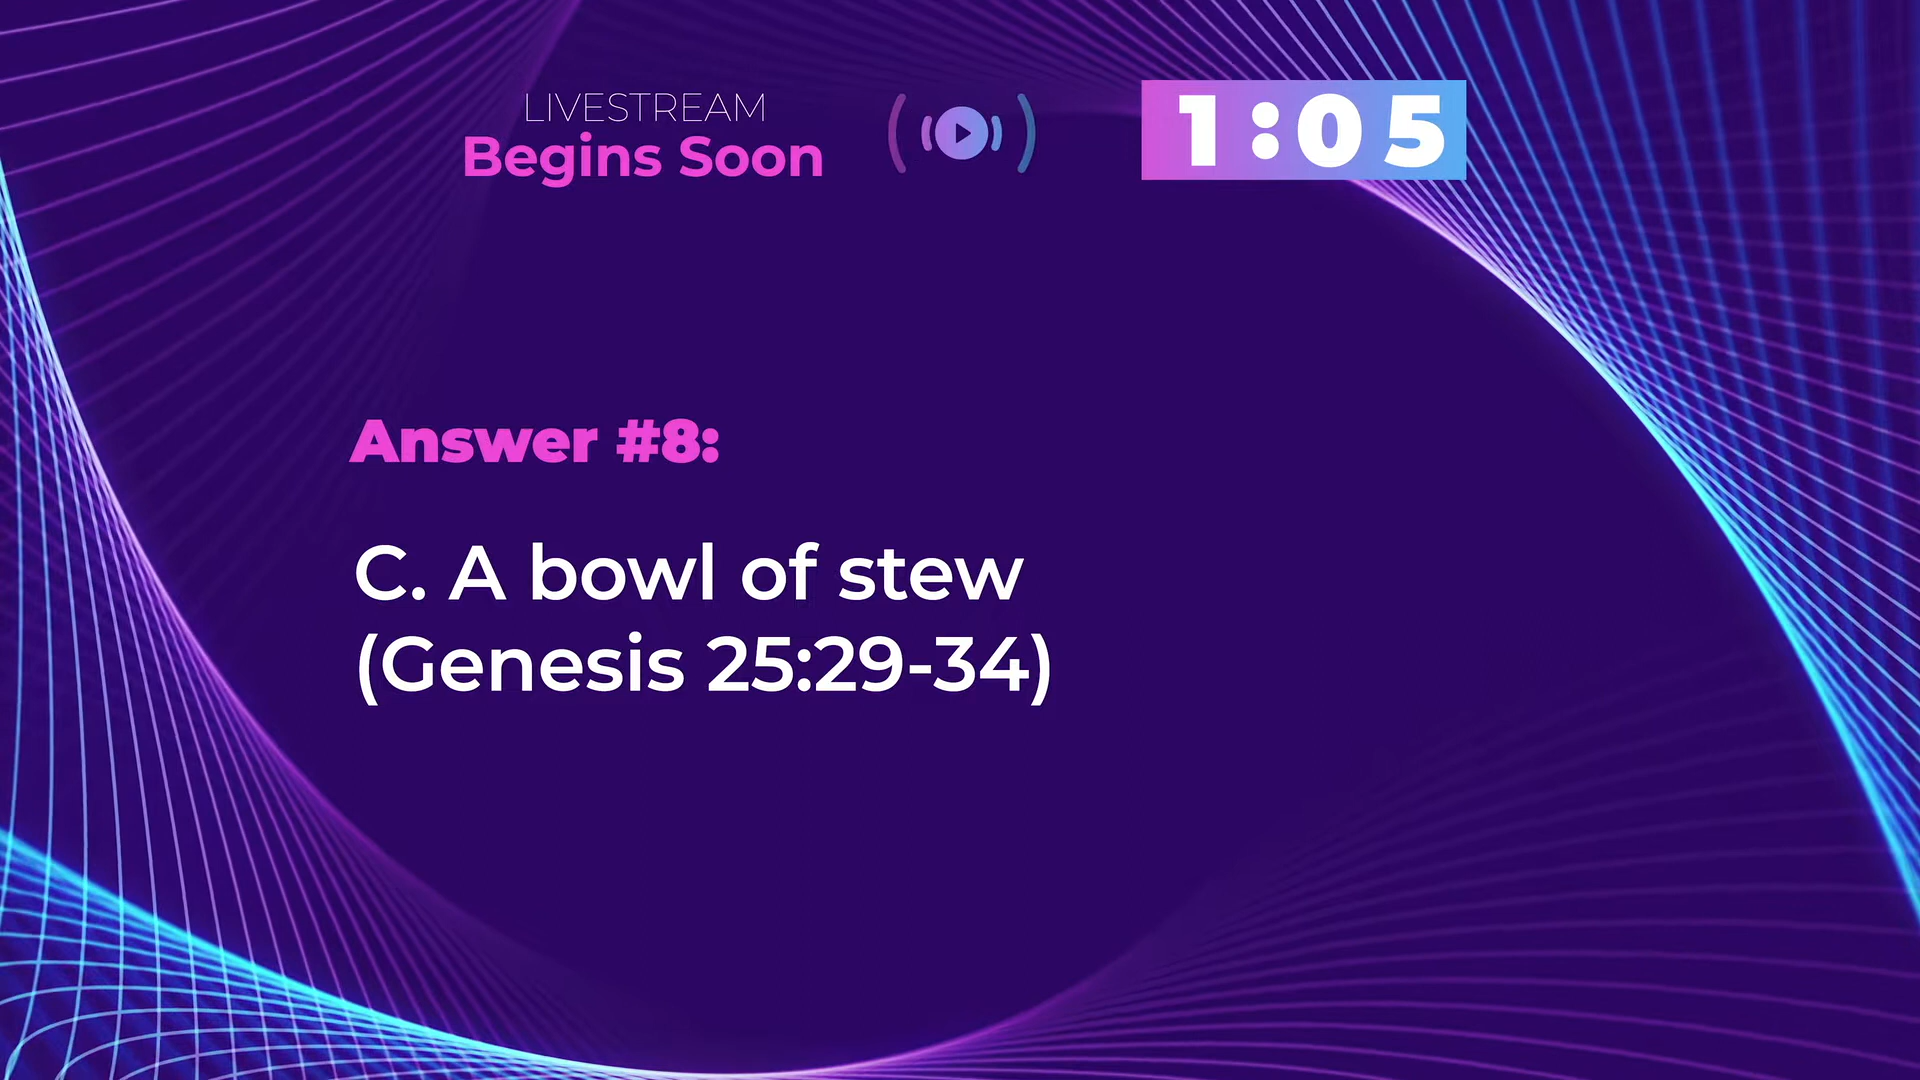 LIVESTREAM
Begins Soon
1:05
Answer #8:
C. A bowl of stew
(Genesis 25:29-34)